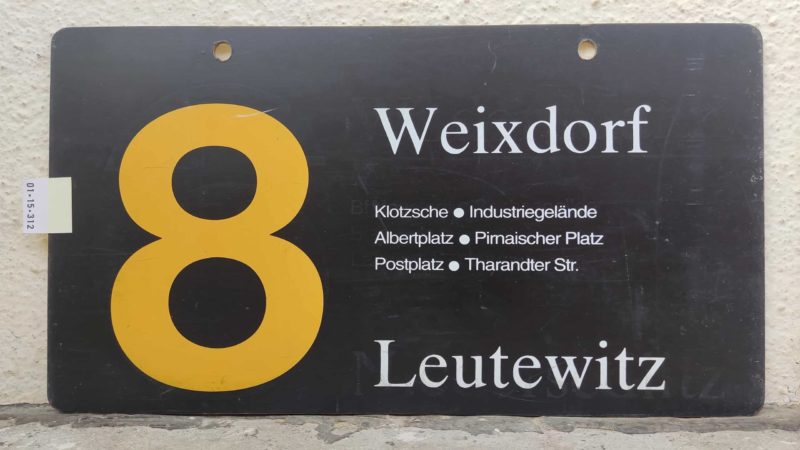 8
Weixdorf
Klotzsche ● Industriegelände
Albertplatz ● Pirnaischer Platz
Postplatz ● Tharandter Str.
Leutewitz
01-15-312